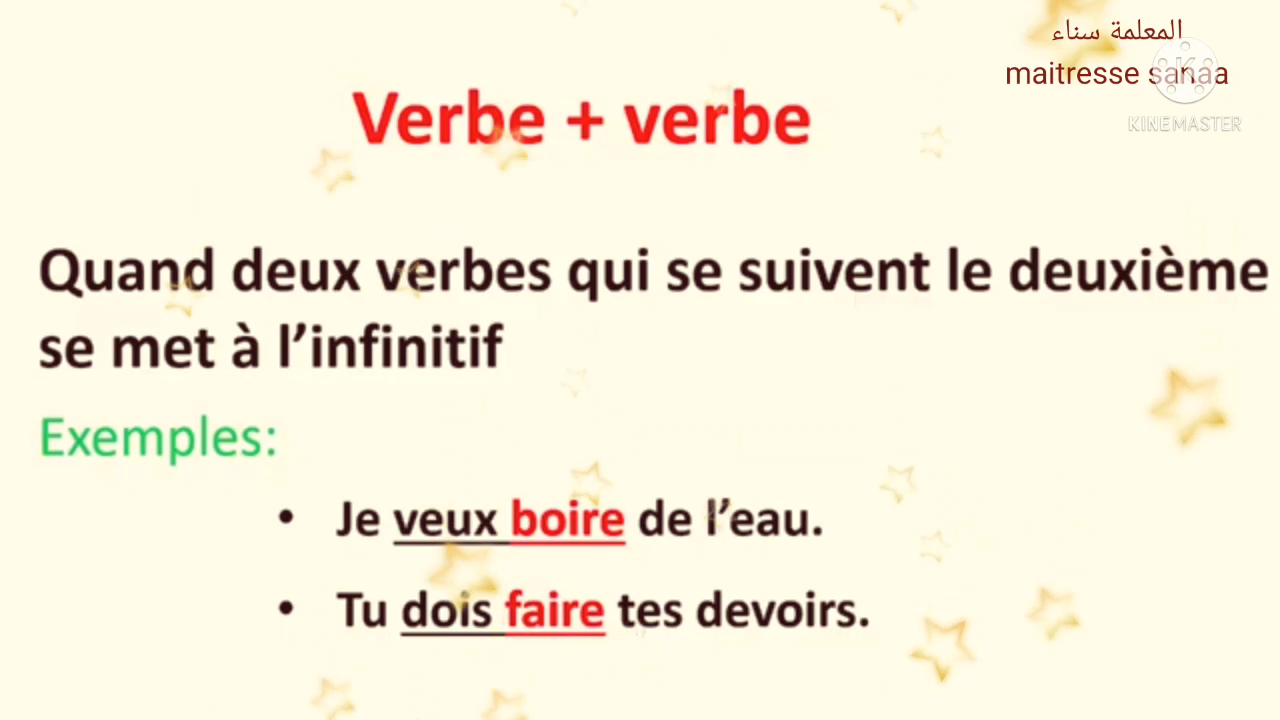 المعلمة سناء
maitresse sanaa
KINEMASTER
Verbe + verbe
Quand deux verbes qui se suivent le deuxième
se met à l’infinitif
Exemples:
• Je veux boire de l’eau.
• Tu dois faire tes devoirs.